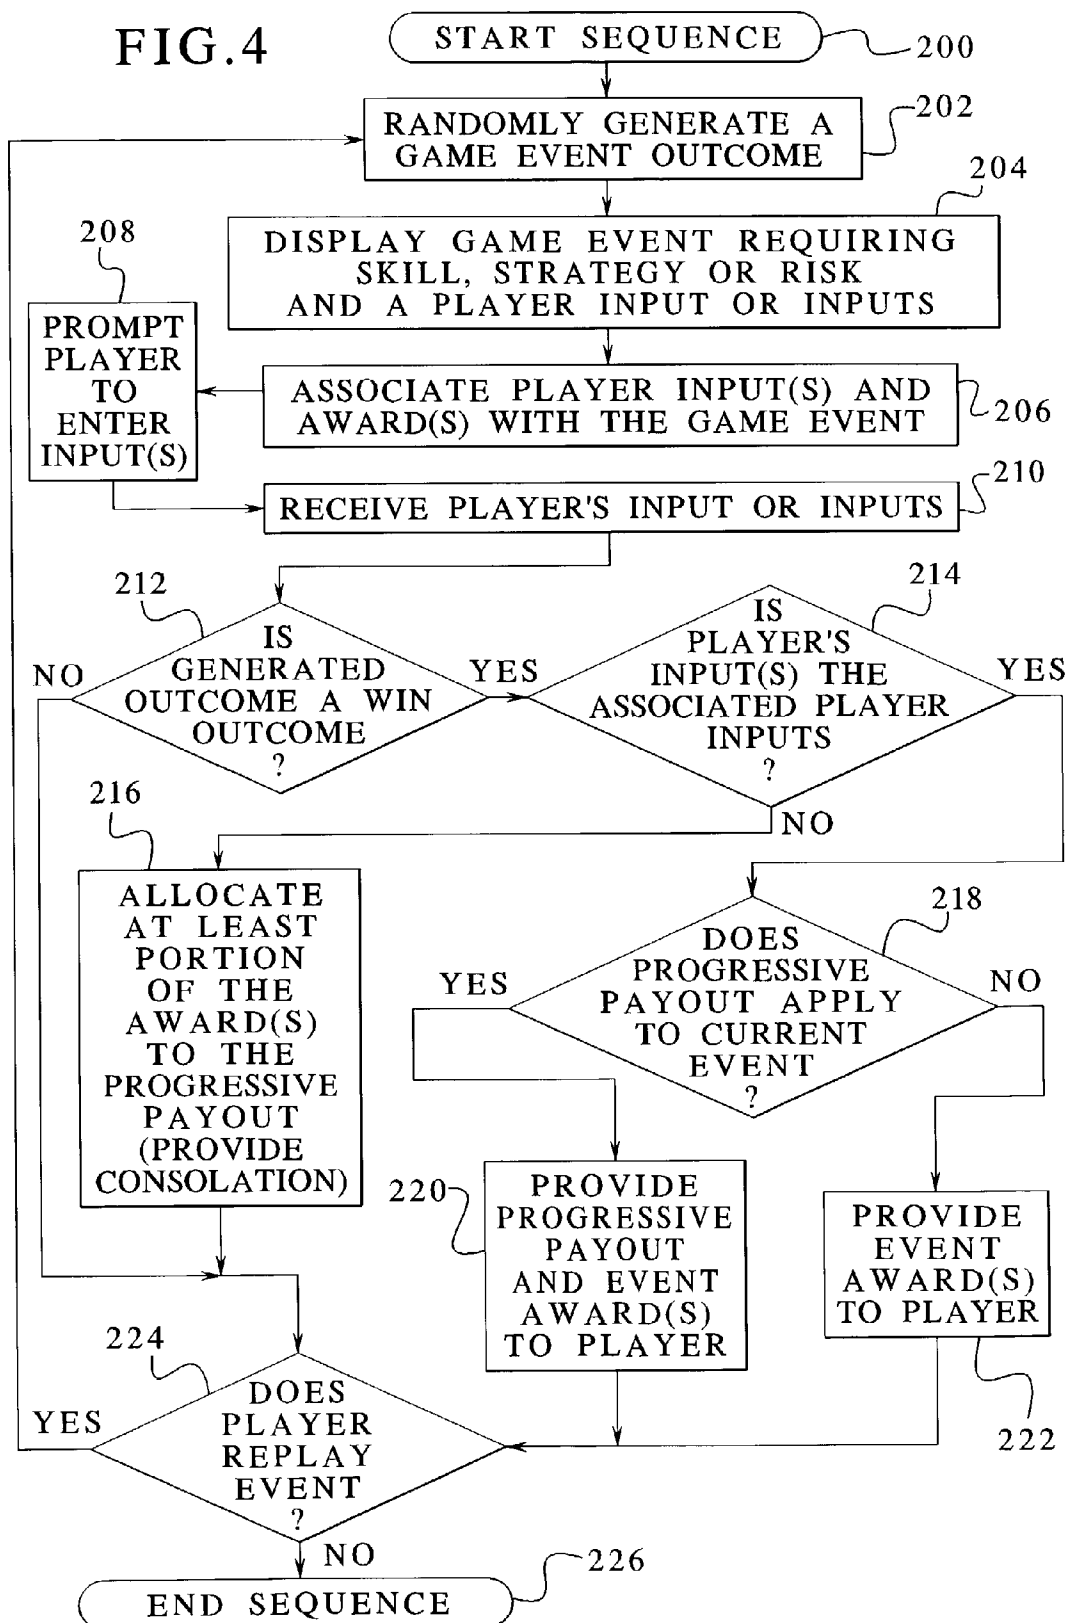 FIG.4
START SEQUENCE
200
202
RANDOMLY GENERATE A
GAME EVENT OUTCOME
204
DISPLAY GAME EVENT REQUIRING
SKILL, STRATEGY OR RISK
AND A PLAYER INPUT OR INPUTS
208
PROMPT
PLAYER
TO
ENTER
INPUT(S)
ASSOCIATE PLAYER INPUT(S) AND
AWARD(S) WITH THE GAME EVENT
206
210
RECEIVE PLAYER'S INPUT OR INPUTS
212
NO
IS
GENERATED
OUTCOME A WIN
OUTCOME
?
YES
214
IS
PLAYER'S
INPUT(S) THE
ASSOCIATED PLAYER
INPUTS
?
YES
NO
216
ALLOCATE
AT LEAST
PORTION
OF THE
AWARD(S)
TO THE
PROGRESSIVE
PAYOUT
(PROVIDE
CONSOLATION)
218
YES
DOES
PROGRESSIVE
PAYOUT APPLY
TO CURRENT
EVENT
?
NO
220
PROVIDE
PROGRESSIVE
PAYOUT
AND EVENT
AWARD(S)
TO PLAYER
PROVIDE
EVENT
AWARD(S)
TO PLAYER
222
224
YES
DOES
PLAYER
REPLAY
EVENT
?
NO
226
END SEQUENCE